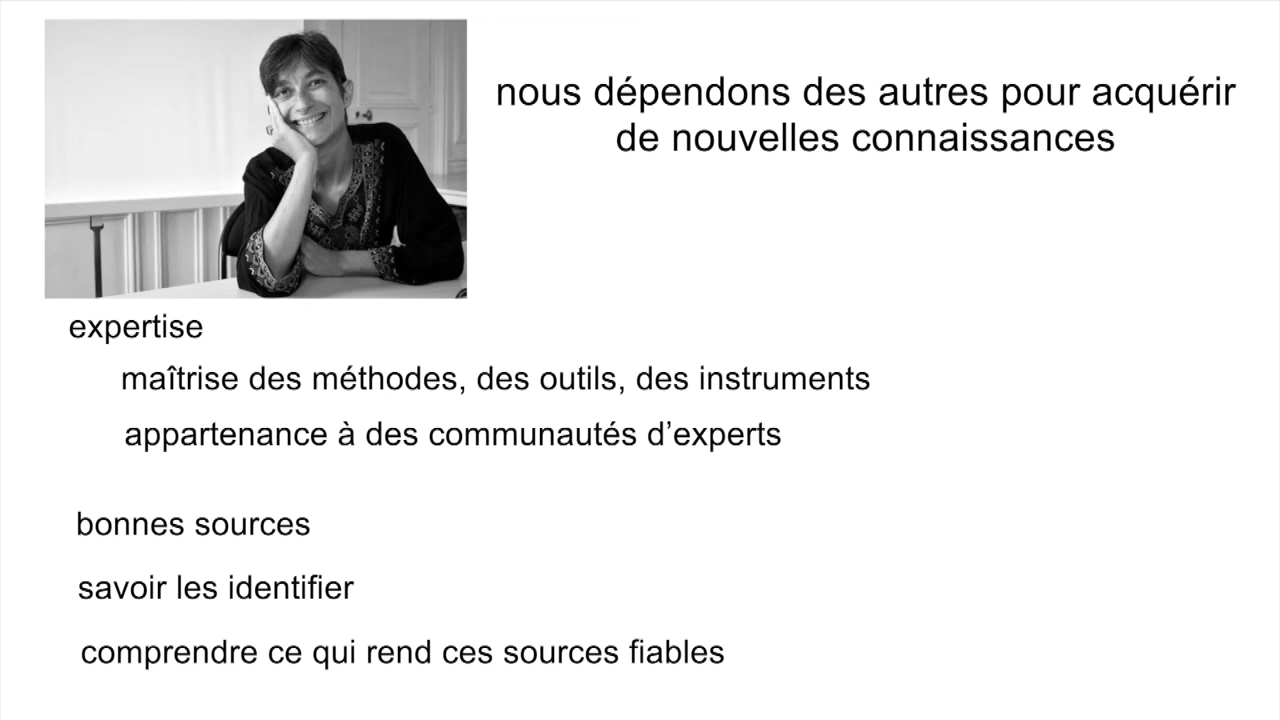 nous dépendons des autres pour acquérir
de nouvelles connaissances
expertise
maîtrise des méthodes, des outils, des instruments
appartenance à des communautés d’experts
bonnes sources
savoir les identifier
comprendre ce qui rend ces sources fiables